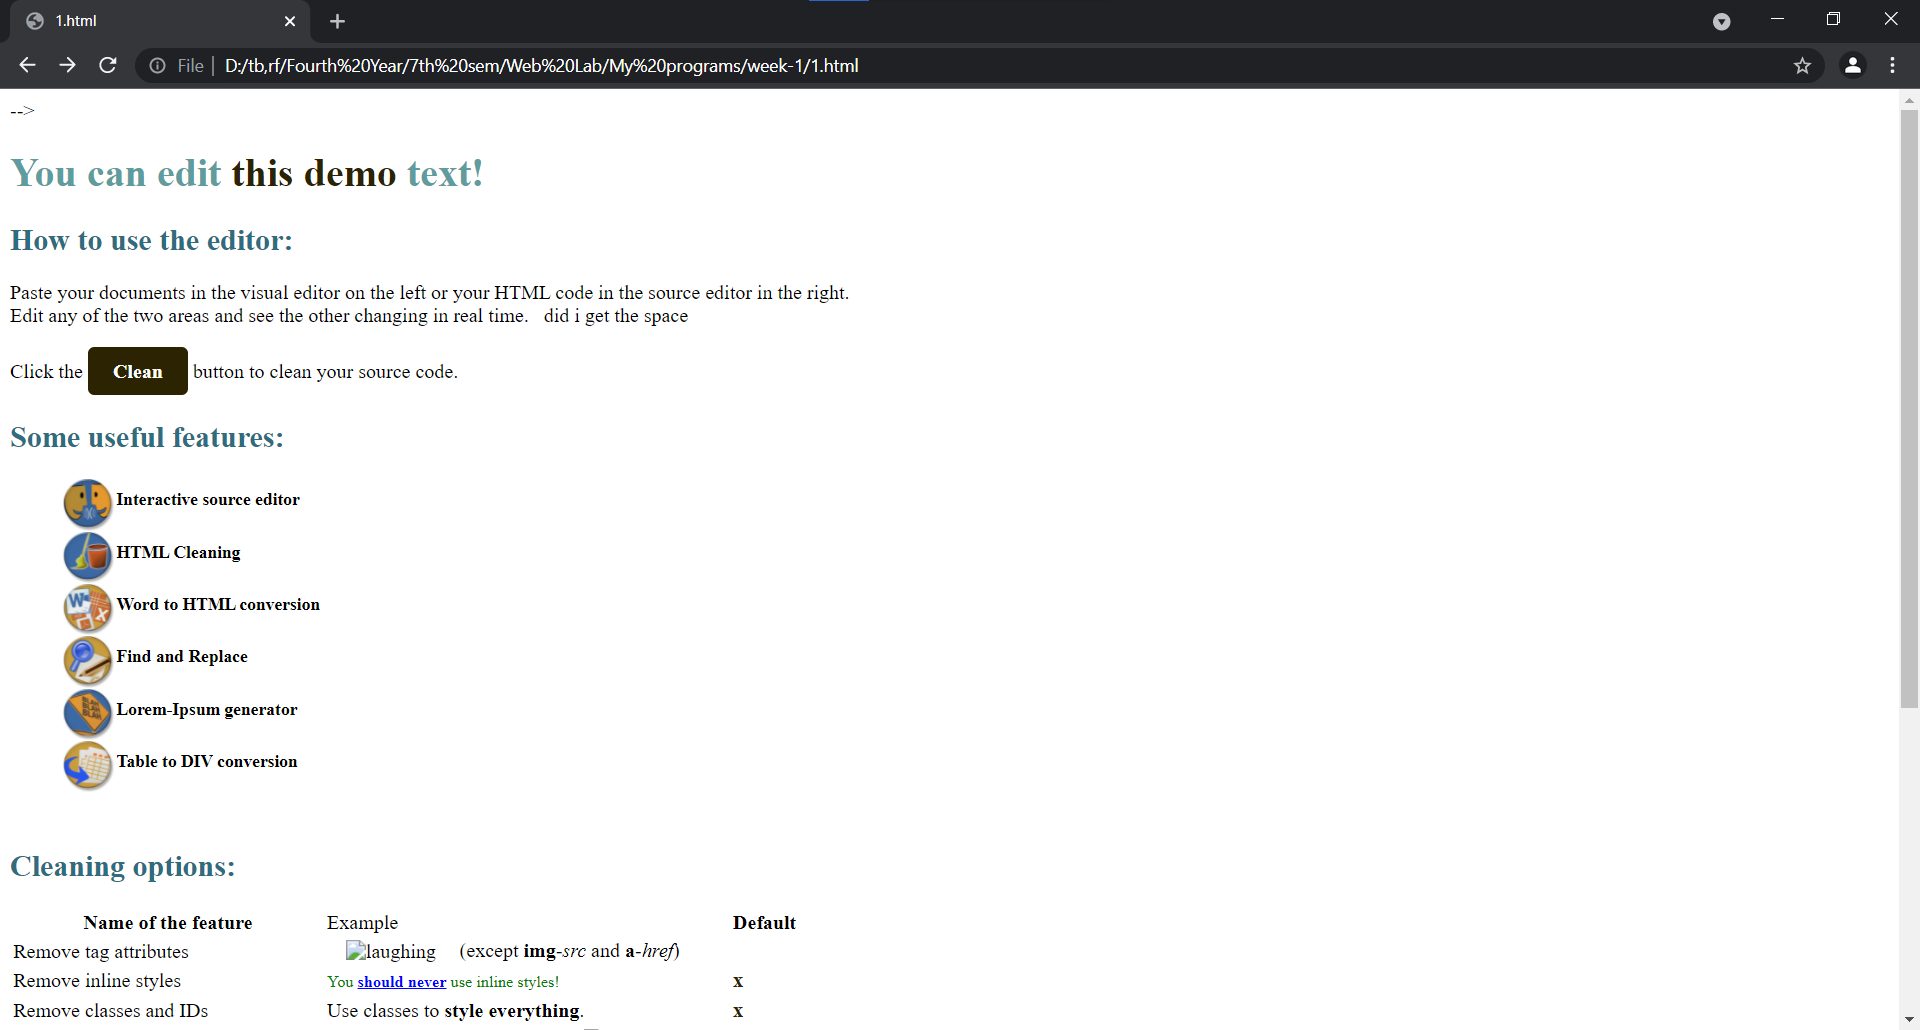 1.html
File
D:/tb,rf/Fourth%20Year/7th%20sem/Web%20Lab/My%20programs/week-1/1.html
-->
You can edit this demo text!
How to use the editor:
Paste your documents in the visual editor on the left or your HTML code in the source editor in the right.
Edit any of the two areas and see the other changing in real time.   did i get the space
Click the Clean button to clean your source code.
Some useful features:
Interactive source editor
HTML Cleaning
Word to HTML conversion
Find and Replace
Lorem-Ipsum generator
Table to DIV conversion
Cleaning options:
Name of the feature Example Default
Remove tag attributes laughing (except img-src and a-href)
Remove inline styles You should never use inline styles! x
Remove classes and IDs Use classes to style everything. x